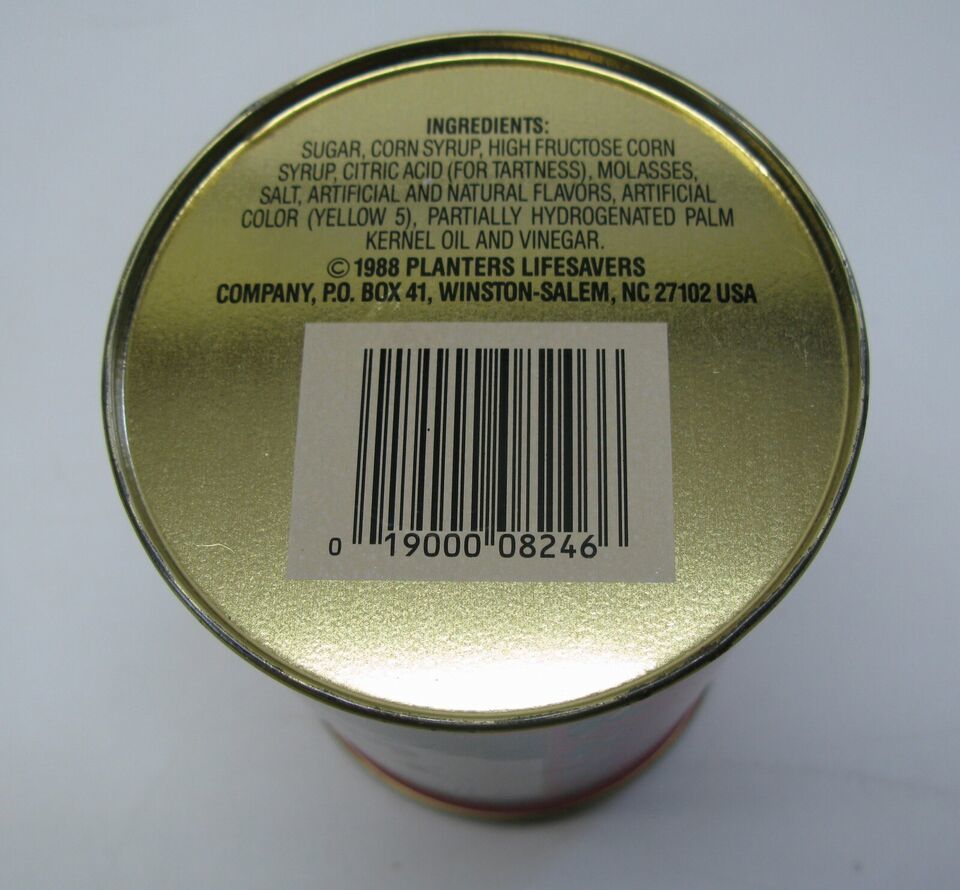 INGREDIENTS:
SUGAR, CORN SYRUP, HIGH FRUCTOSE CORN
SYRUP, CITRIC ACID (FOR TARTNESS), MOLASSES,
SALT, ARTIFICIAL AND NATURAL FLAVORS, ARTIFICIAL
COLOR (YELLOW 5), PARTIALLY HYDROGENATED PALM
KERNEL OIL AND VINEGAR.
© 1988 PLANTERS LIFESAVERS
COMPANY, P.O. BOX 41, WINSTON-SALEM, NC 27102 USA
0 19000 08246